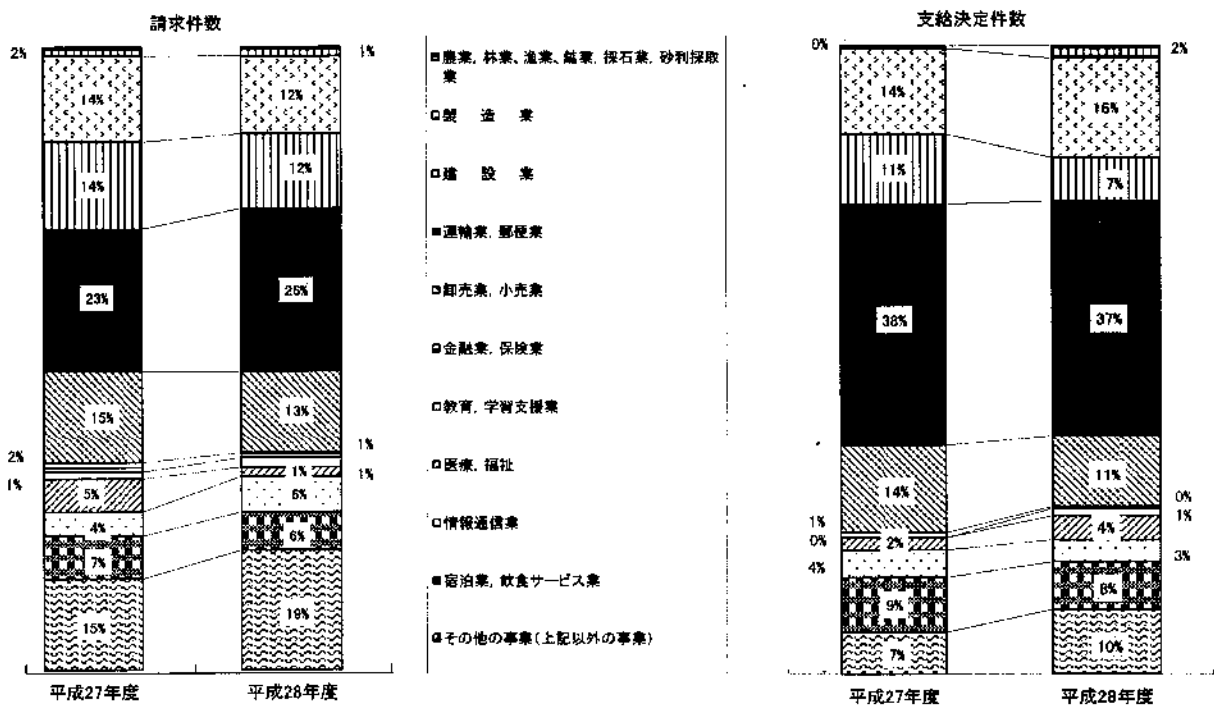 請求件数
2%
1%
14%
12%
14%
12%
23%
26%
15%
13%
2%
1%
1%
1%
1%
5%
6%
4%
7%
6%
15%
19%
平成27年度
平成28年度
■農業, 林業、漁業、鉱業, 採石業, 砂利採取
業
□製 造 業
□建 設 業
■運輸業, 郵便業
□卸売業, 小売業
□金融業, 保険業
□教育, 学習支援業
□医療, 福祉
□情報通信業
■宿泊業, 飲食サービス業
□その他の事業(上記以外の事業)
支給決定件数
0%
2%
14%
16%
11%
7%
38%
37%
14%
11%
0%
1%
1%
0%
2%
4%
4%
3%
9%
8%
7%
10%
平成27年度
平成28年度